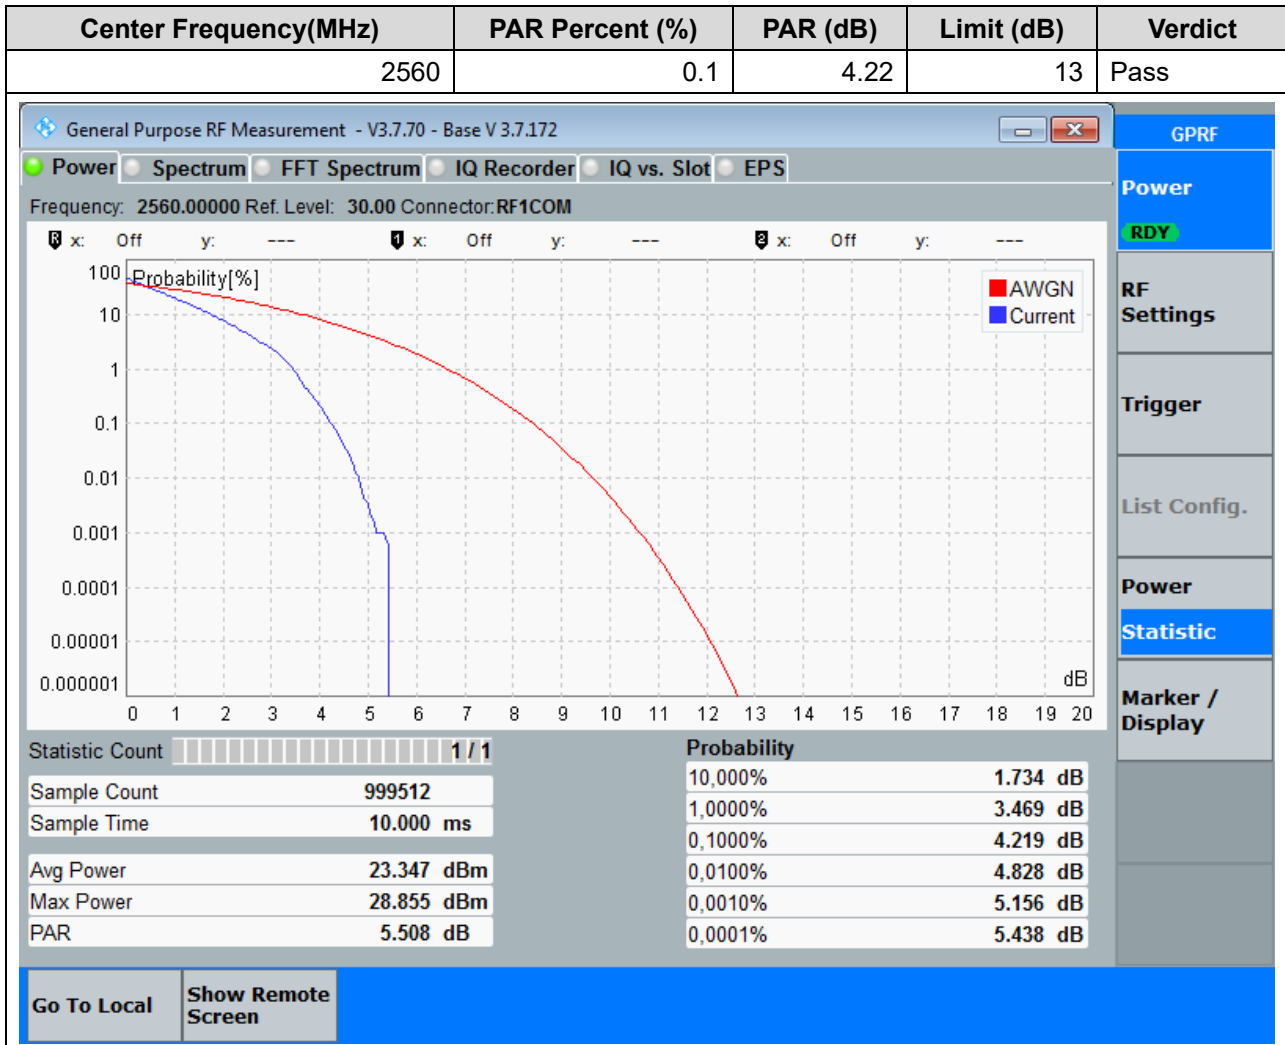 Center Frequency(MHz) PAR Percent (%) PAR (dB) Limit (dB) Verdict
2560 0.1 4.22 13 Pass
General Purpose RF Measurement - V3.7.70 - Base V 3.7.172
GPRF
Power Spectrum FFT Spectrum IQ Recorder IQ vs. Slot EPS
Frequency: 2560.00000 Ref. Level: 30.00 Connector: RF1COM
R x: Off y: --- 1 x: Off y: --- 2 x: Off y: ---
Probability[%]
100
10
1
0.1
0.01
0.001
0.0001
0.00001
0.000001
AWGN
Current
dB
0 1 2 3 4 5 6 7 8 9 10 11 12 13 14 15 16 17 18 19 20
Statistic Count 1 / 1
Sample Count 999512
Sample Time 10.000 ms
Avg Power 23.347 dBm
Max Power 28.855 dBm
PAR 5.508 dB
Probability
10,000% 1.734 dB
1,0000% 3.469 dB
0,1000% 4.219 dB
0,0100% 4.828 dB
0,0010% 5.156 dB
0,0001% 5.438 dB
Power
RDY
RF
Settings
Trigger
List Config.
Power
Statistic
Marker /
Display
Go To Local
Show Remote
Screen